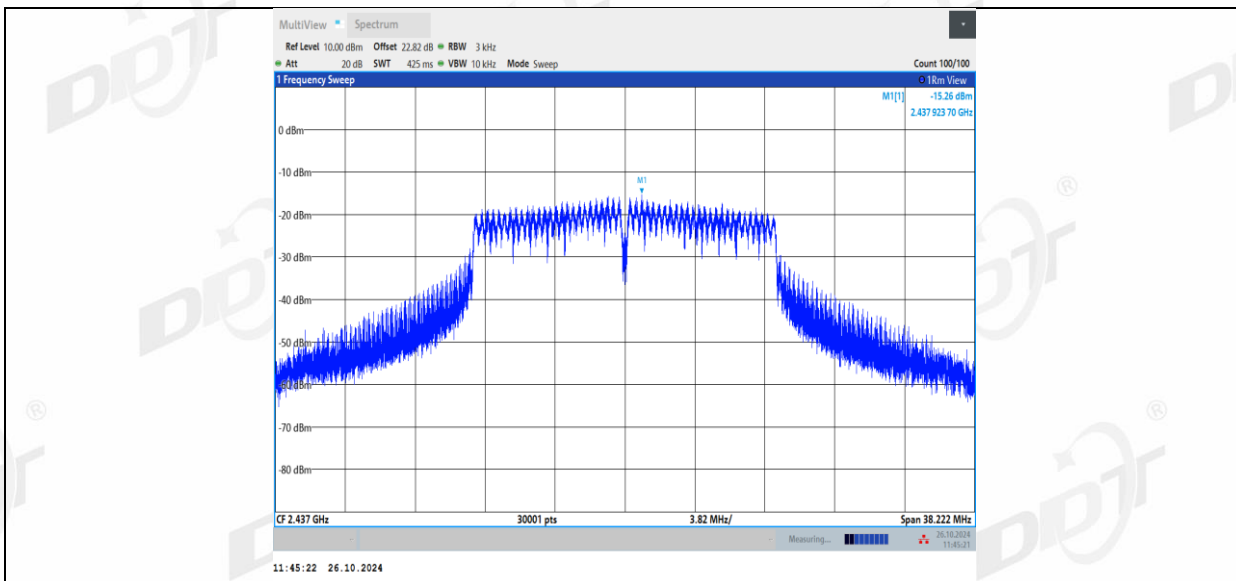 MultiView Spectrum
Ref Level 10.00 dBm Offset 22.82 dB RBW 3 kHz
Att 20 dB SWT 425 ms VBW 10 kHz Mode Sweep Count 100/100
1 Frequency Sweep 1Rm View
M1[1] -15.26 dBm
2.437 923 70 GHz
0 dBm
-10 dBm
M1
-20 dBm
-30 dBm
-40 dBm
-50 dBm
-60 dBm
-70 dBm
-80 dBm
CF 2.437 GHz 30001 pts 3.82 MHz/ Span 38.222 MHz
Measuring... 26.10.2024
11:45:21
11:45:22 26.10.2024
DDT
®